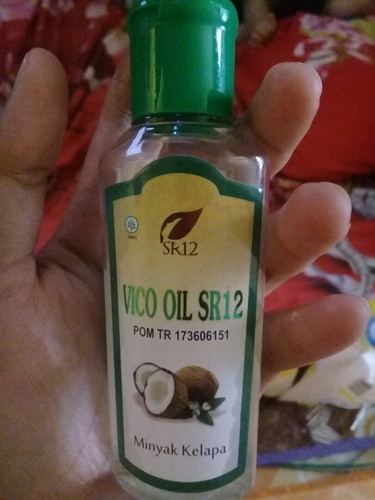 SR12
VICO OIL SR12
POM TR 173606151
Minyak Kelapa